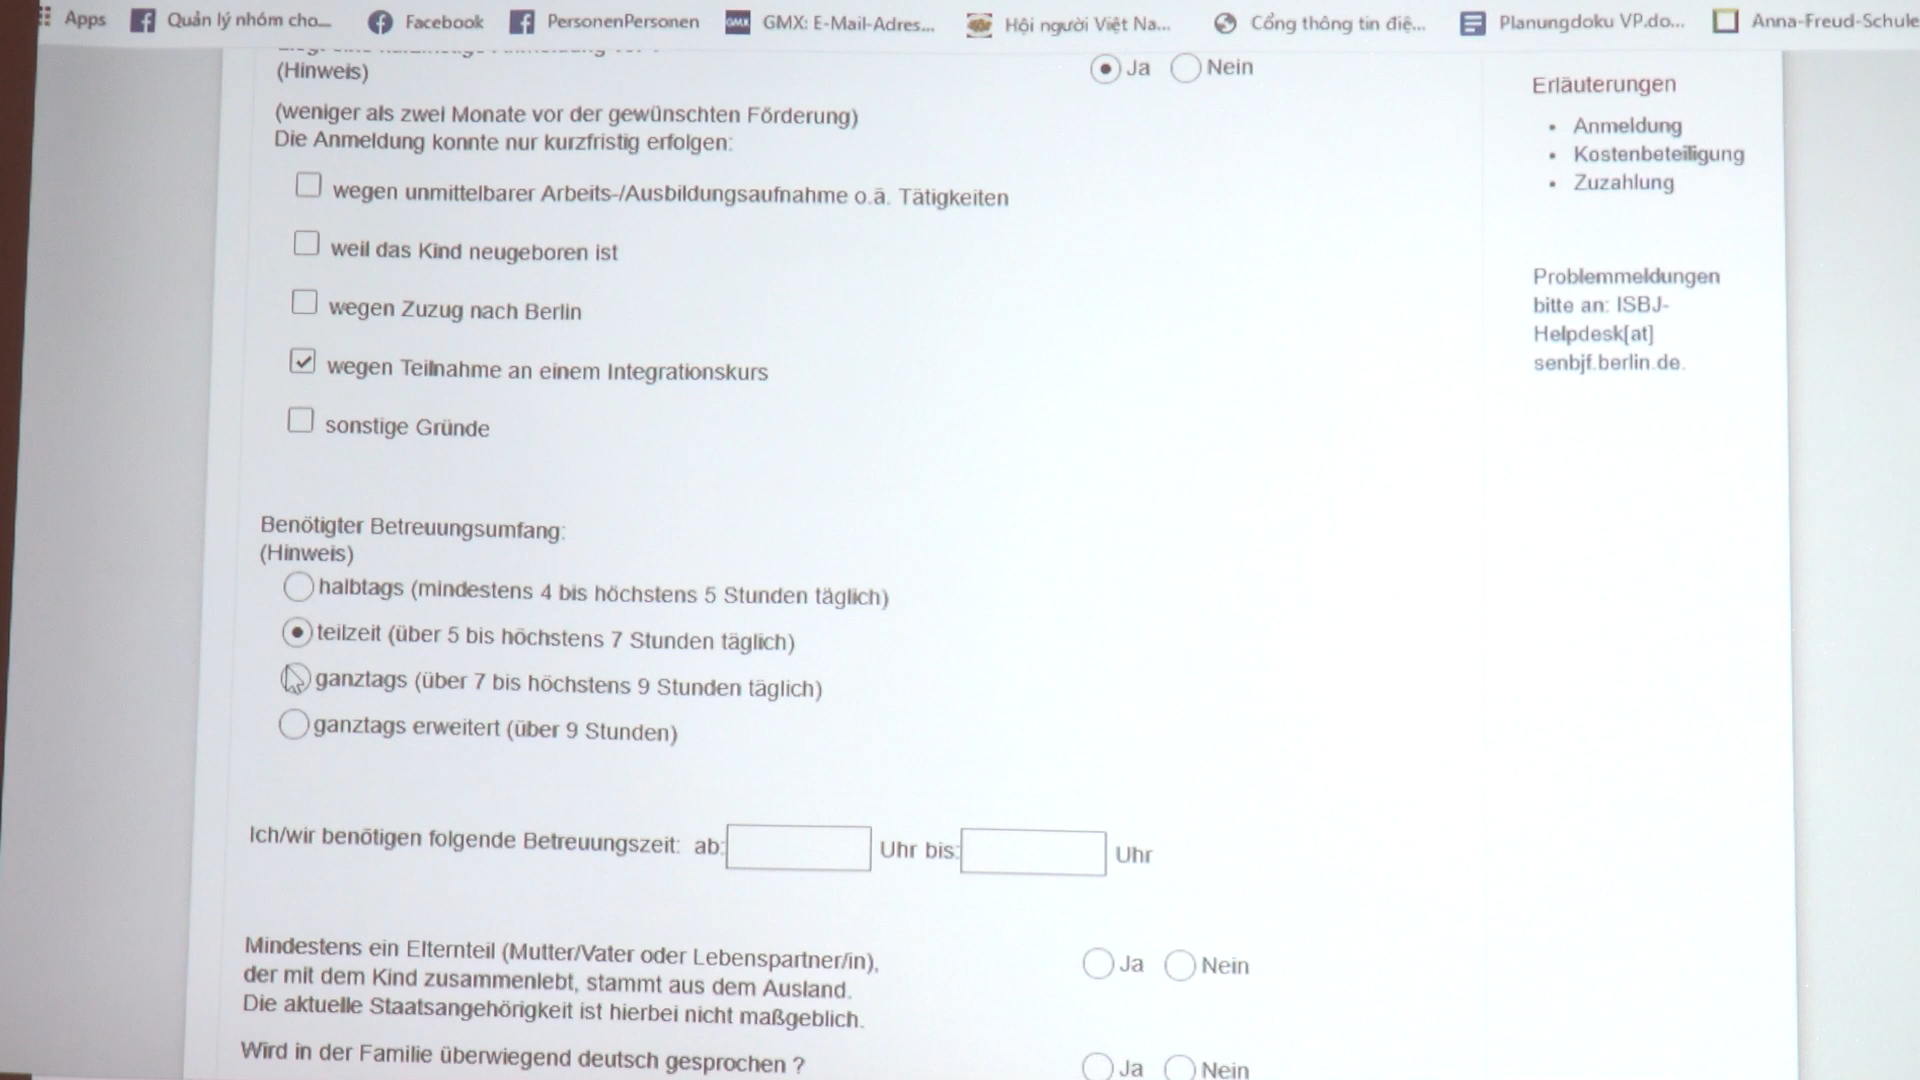 Apps Quản lý nhóm cho... Facebook PersonenPersonen GMX: E-Mail-Adres... Hội người Việt Na... Cổng thông tin điệ... Planungdoku VP.do... Anna-Freud-Schule
(Hinweis)
Ja Nein
(weniger als zwei Monate vor der gewünschten Förderung)
Die Anmeldung konnte nur kurzfristig erfolgen:
wegen unmittelbarer Arbeits-/Ausbildungsaufnahme o.ä. Tätigkeiten
weil das Kind neugeboren ist
wegen Zuzug nach Berlin
wegen Teilnahme an einem Integrationskurs
sonstige Gründe
Benötigter Betreuungsumfang:
(Hinweis)
halbtags (mindestens 4 bis höchstens 5 Stunden täglich)
teilzeit (über 5 bis höchstens 7 Stunden täglich)
ganztags (über 7 bis höchstens 9 Stunden täglich)
ganztags erweitert (über 9 Stunden)
Ich/wir benötigen folgende Betreuungszeit: ab: Uhr bis: Uhr
Mindestens ein Elternteil (Mutter/Vater oder Lebenspartner/in),
der mit dem Kind zusammenlebt, stammt aus dem Ausland.
Die aktuelle Staatsangehörigkeit ist hierbei nicht maßgeblich.
Ja Nein
Wird in der Familie überwiegend deutsch gesprochen ?
Ja Nein
Erläuterungen
• Anmeldung
• Kostenbeteiligung
• Zuzahlung
Problemmeldungen
bitte an: ISBJ-
Helpdesk[at]
senbjf.berlin.de.